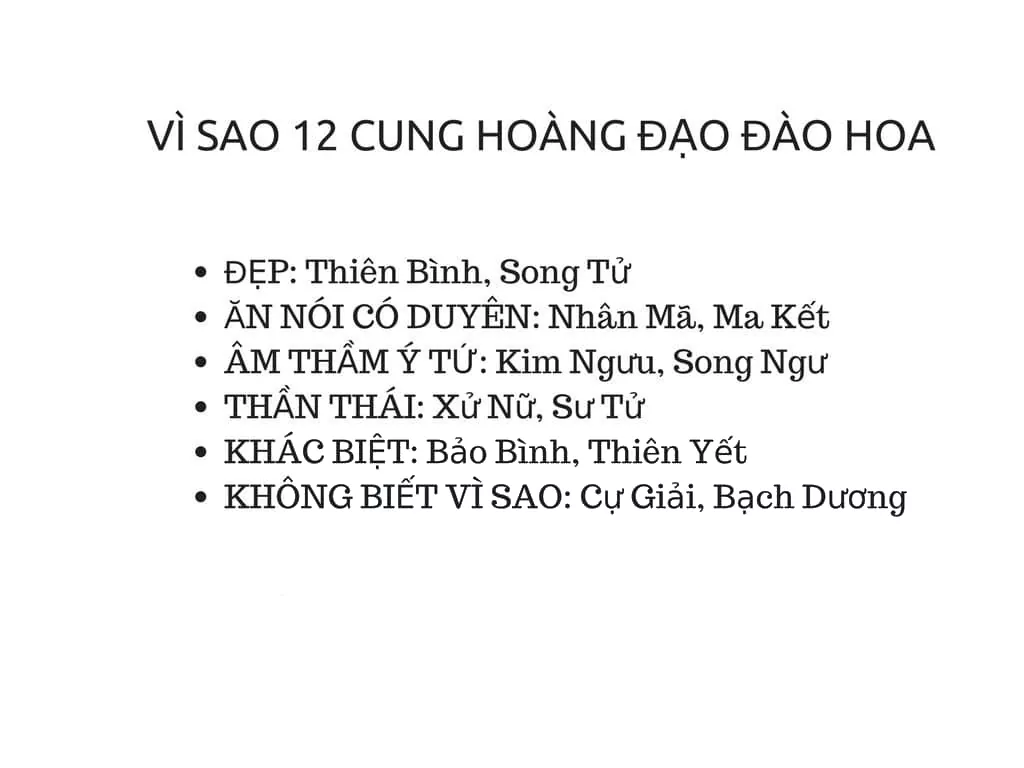 VÌ SAO 12 CUNG HOÀNG ĐẠO ĐÀO HOA
• ĐẸP: Thiên Bình, Song Tử
• ĂN NÓI CÓ DUYÊN: Nhân Mã, Ma Kết
• ÂM THẦM Ý TỨ: Kim Ngưu, Song Ngư
• THẦN THÁI: Xử Nữ, Sư Tử
• KHÁC BIỆT: Bảo Bình, Thiên Yết
• KHÔNG BIẾT VÌ SAO: Cự Giải, Bạch Dương